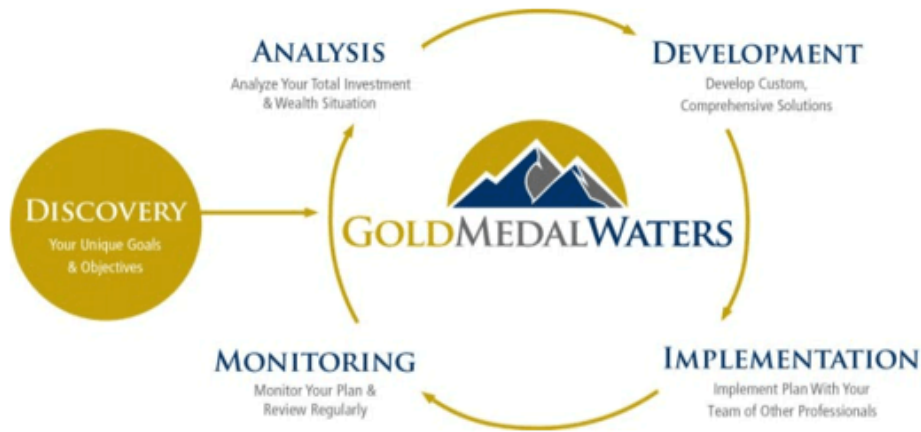 ANALYSIS
Analyze Your Total Investment
& Wealth Situation
DEVELOPMENT
Develop Custom,
Comprehensive Solutions
DISCOVERY
Your Unique Goals
& Objectives
GOLDMEDALWATERS
MONITORING
Monitor Your Plan &
Review Regularly
IMPLEMENTATION
Implement Plan With Your
Team of Other Professionals